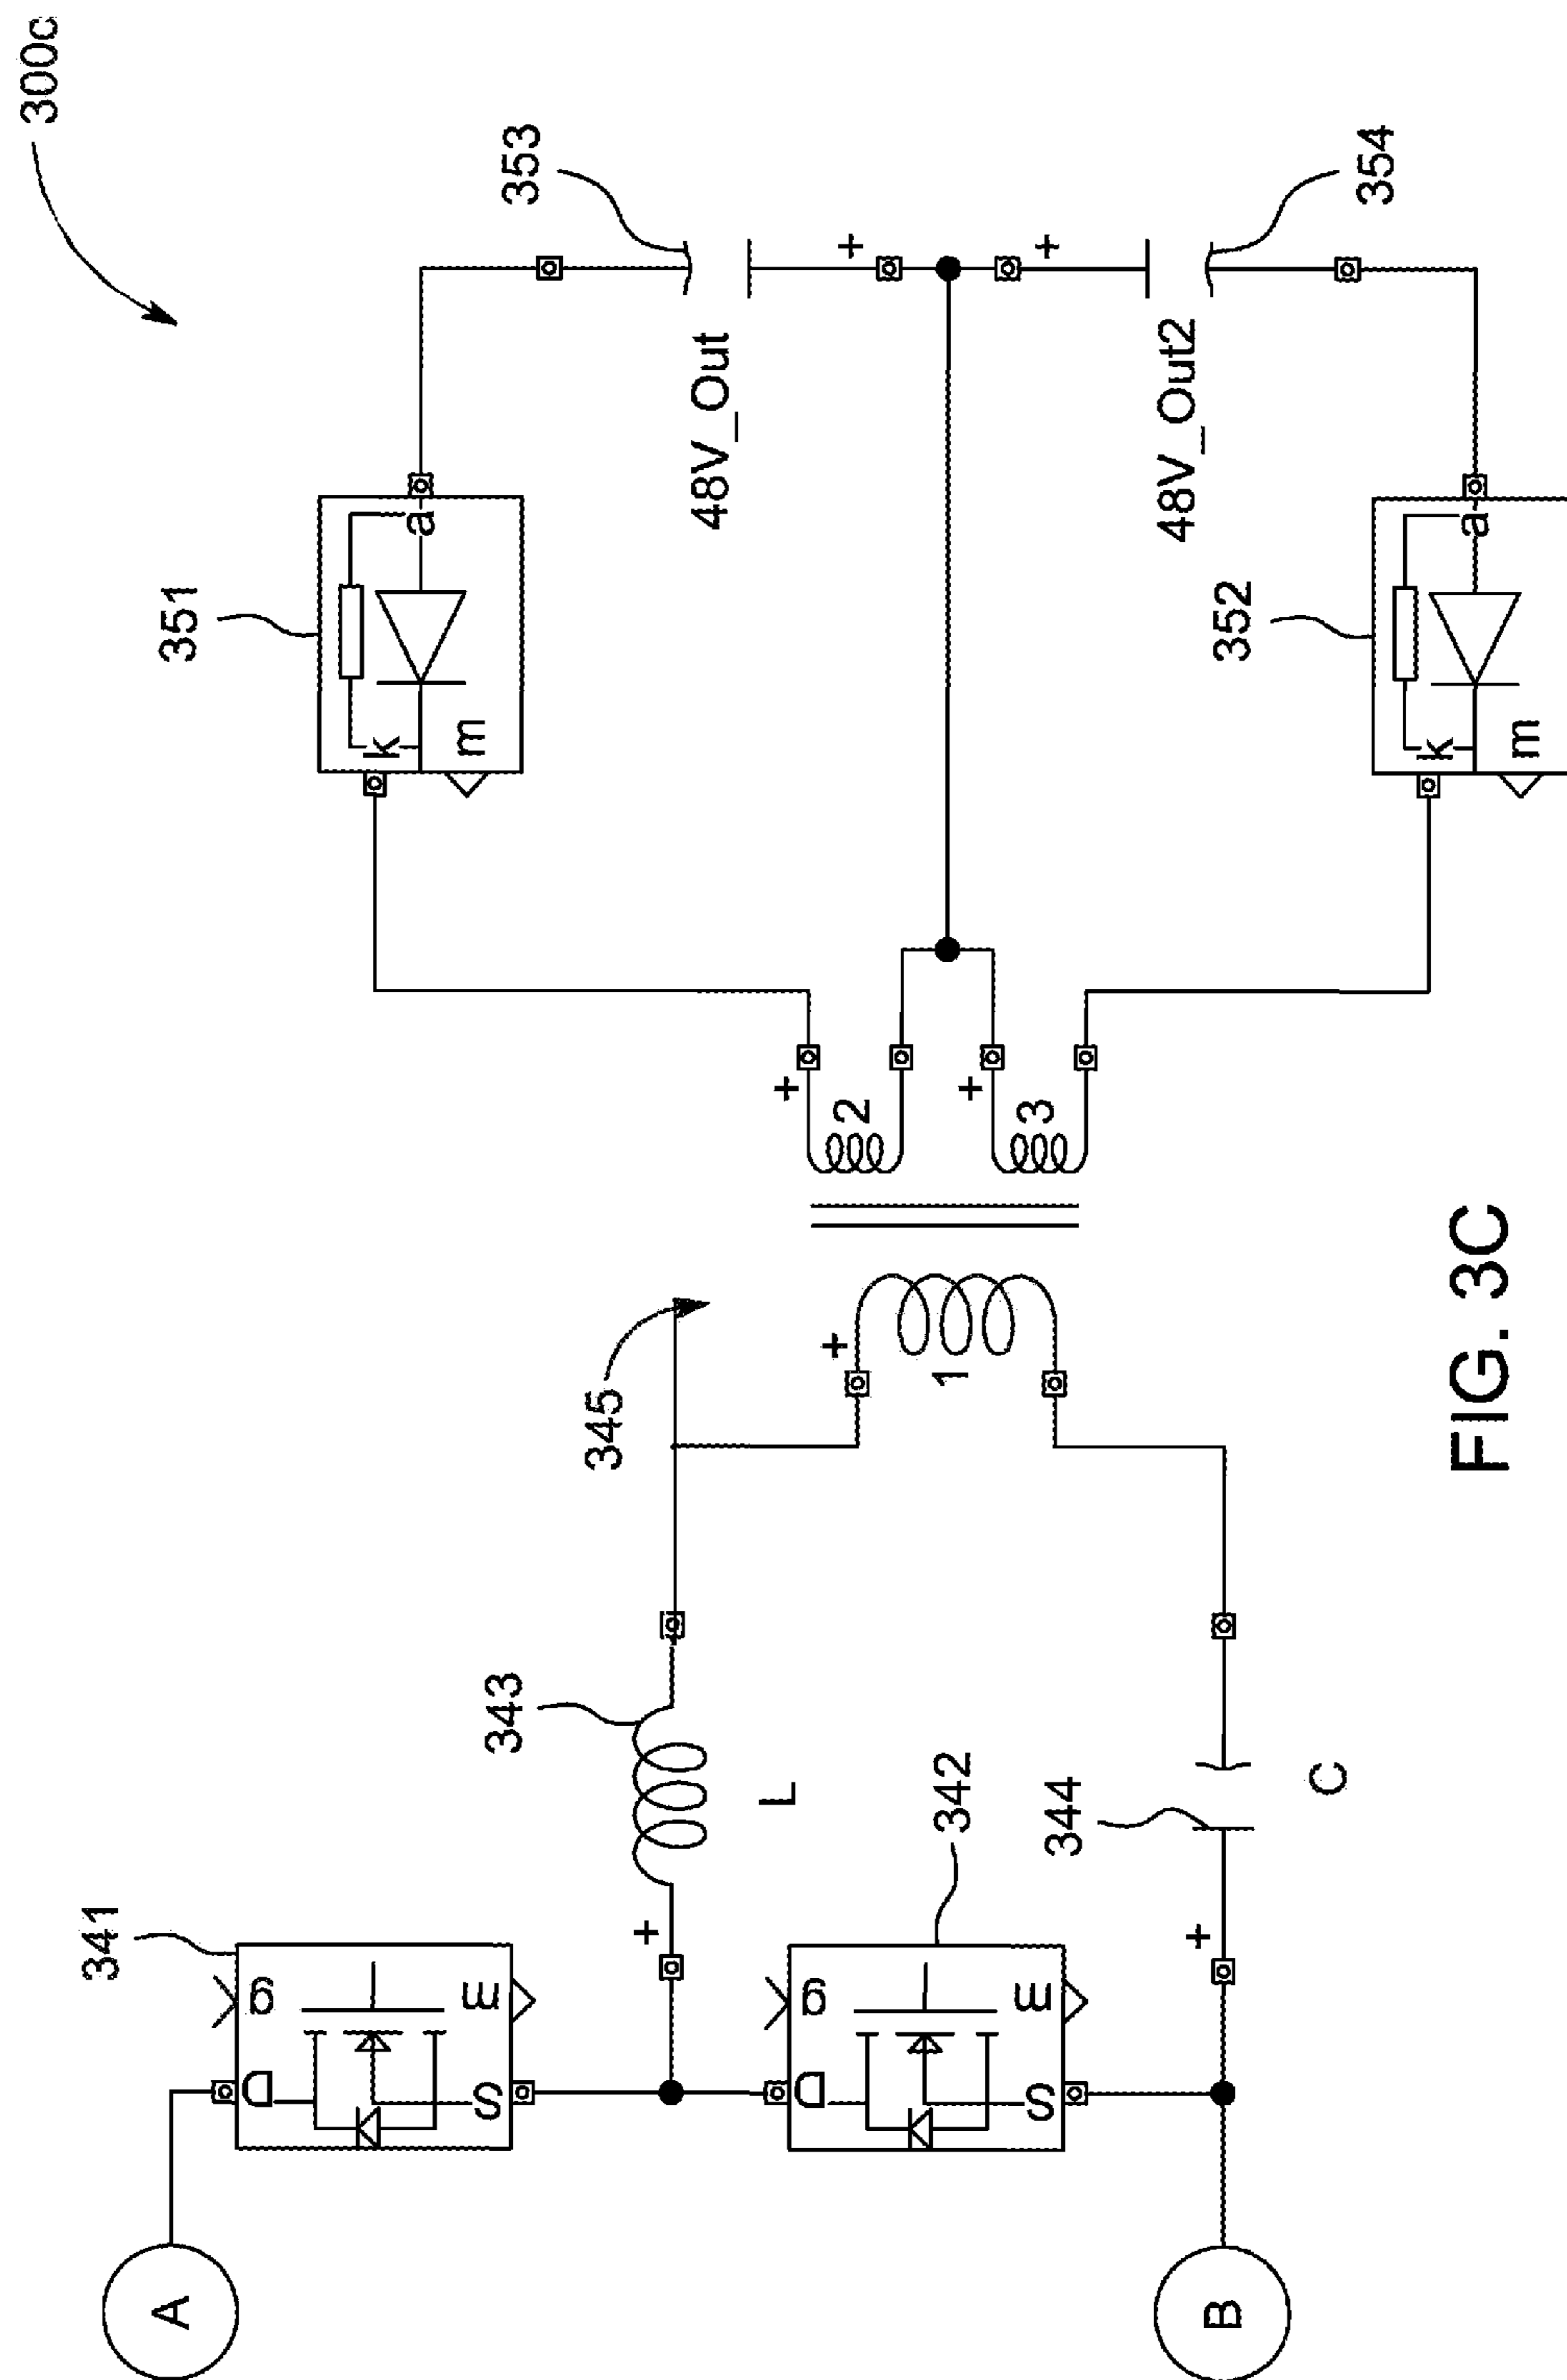 300c
A
341
D
g
S
m
+
343
L
345
342
D
g
S
m
B
+
344
C
+
1
+
2
+
3
351
k
a
m
353
48V_Out
+
+
48V_Out2
354
352
k
a
m
FIG. 3C